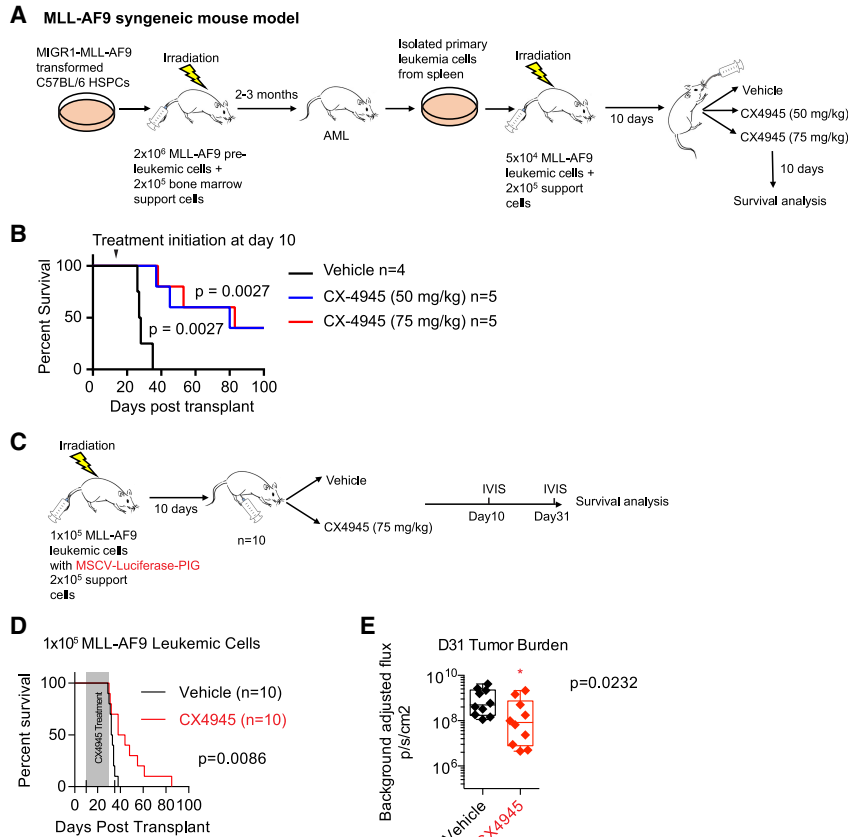 A MLL-AF9 syngeneic mouse model
MIGR1-MLL-AF9
transformed
C57BL/6 HSPCs
Irradiation
2x10⁶ MLL-AF9 pre-
leukemic cells +
2x10⁵ bone marrow
support cells
2-3 months
AML
Isolated primary
leukemia cells
from spleen
Irradiation
5x10⁴ MLL-AF9
leukemic cells +
2x10⁵ support
cells
10 days
Vehicle
CX4945 (50 mg/kg)
CX4945 (75 mg/kg)
10 days
Survival analysis
B
Treatment initiation at day 10
Percent Survival
100
50
0
p = 0.0027
p = 0.0027
0 20 40 60 80 100
Days post transplant
Vehicle n=4
CX-4945 (50 mg/kg) n=5
CX-4945 (75 mg/kg) n=5
C
Irradiation
1x10⁵ MLL-AF9
leukemic cells
with MSCV-Luciferase-PIG
2x10⁵ support
cells
10 days
n=10
Vehicle
CX4945 (75 mg/kg)
IVIS
Day10
IVIS
Day31
Survival analysis
D
1x10⁵ MLL-AF9 Leukemic Cells
Percent survival
100
50
0
CX4945 Treatment
Vehicle (n=10)
CX4945 (n=10)
p=0.0086
0 20 40 60 80 100
Days Post Transplant
E
D31 Tumor Burden
Background adjusted flux
p/s/cm2
10¹⁰
10⁸
10⁶
*
p=0.0232
Vehicle
CX4945